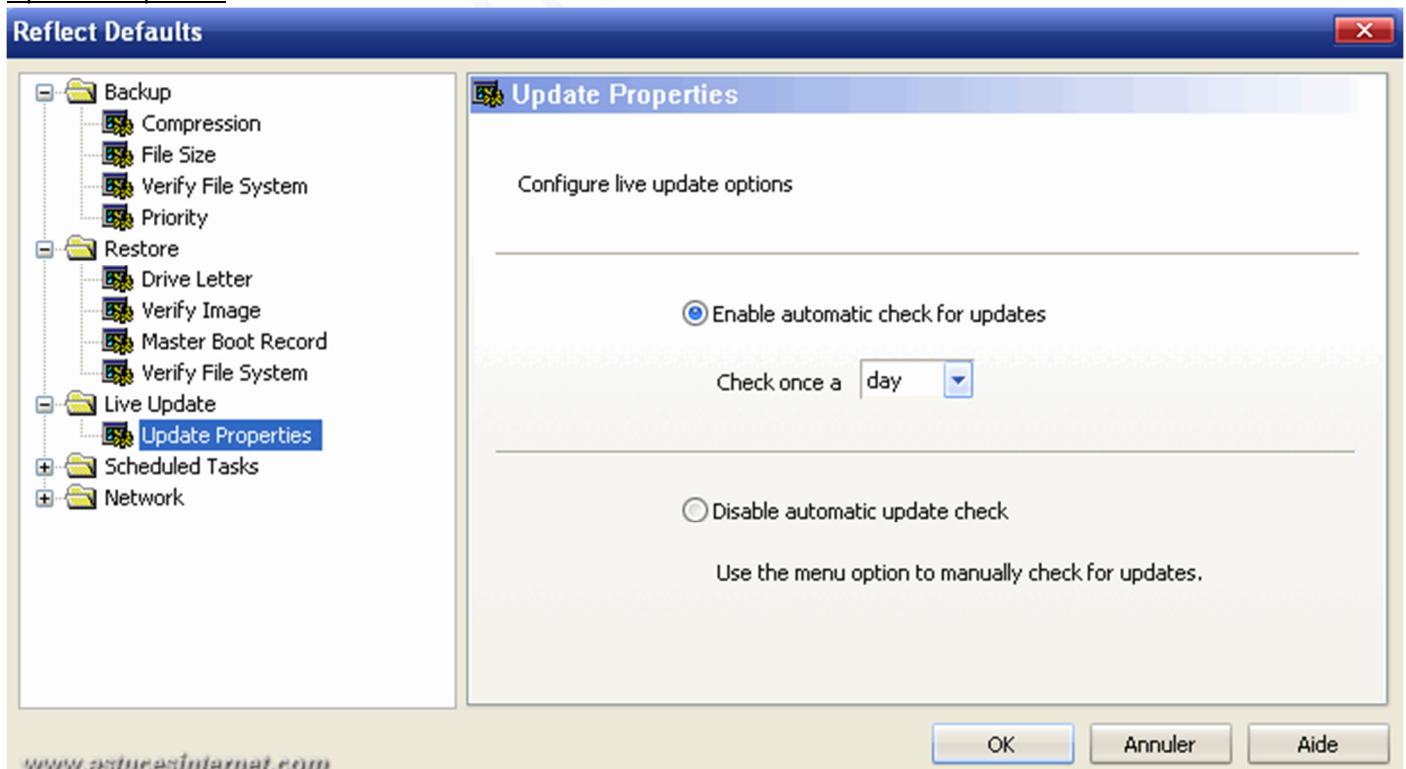 Reflect Defaults
Backup
Compression
File Size
Verify File System
Priority
Restore
Drive Letter
Verify Image
Master Boot Record
Verify File System
Live Update
Update Properties
Scheduled Tasks
Network
Update Properties
Configure live update options
Enable automatic check for updates
Check once a day
Disable automatic update check
Use the menu option to manually check for updates.
OK
Annuler
Aide
www.astucesinternet.com